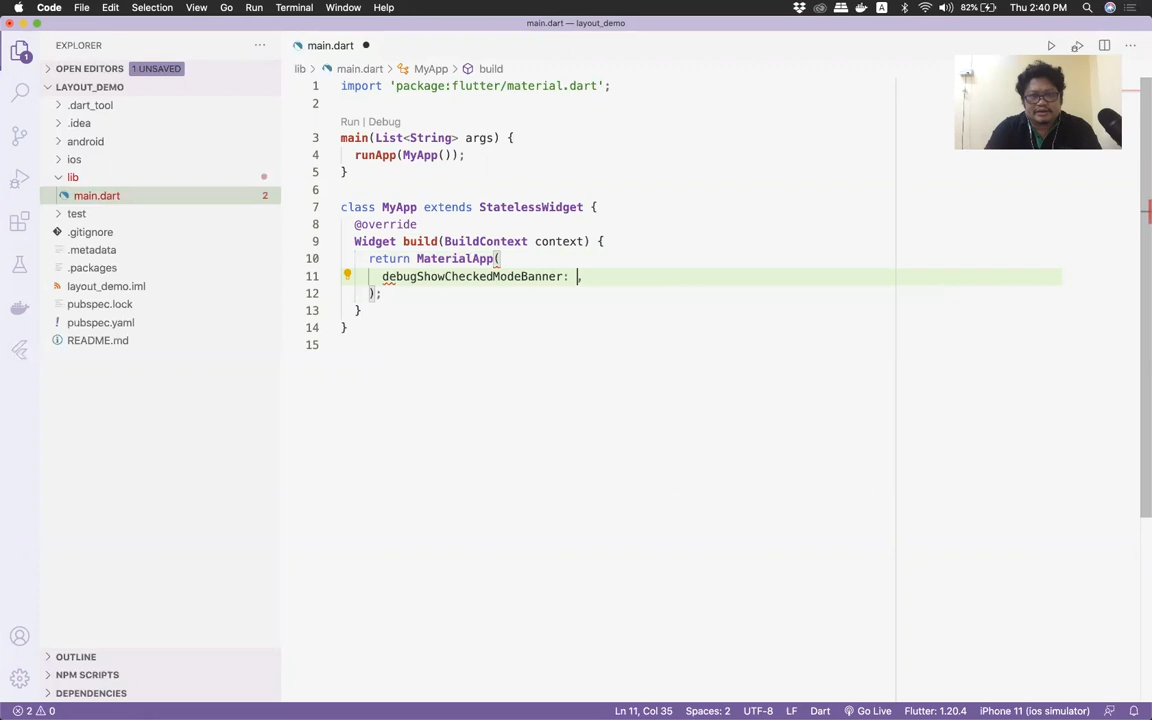 Code File Edit Selection View Go Run Terminal Window Help 82% Thu 2:40 PM
main.dart — layout_demo
EXPLORER
OPEN EDITORS 1 UNSAVED
LAYOUT_DEMO
.dart_tool
.idea
android
ios
lib
main.dart 2
test
.gitignore
.metadata
.packages
layout_demo.iml
pubspec.lock
pubspec.yaml
README.md
OUTLINE
NPM SCRIPTS
DEPENDENCIES
1
main.dart
lib > main.dart > MyApp > build
1 import 'package:flutter/material.dart';
2
Run | Debug
3 main(List<String> args) {
4 runApp(MyApp());
5 }
6
7 class MyApp extends StatelessWidget {
8 @override
9 Widget build(BuildContext context) {
10 return MaterialApp(
11 debugShowCheckedModeBanner: ,
12 );
13 }
14 }
15
2 0 Ln 11, Col 35 Spaces: 2 UTF-8 LF Dart Go Live Flutter: 1.20.4 iPhone 11 (ios simulator)